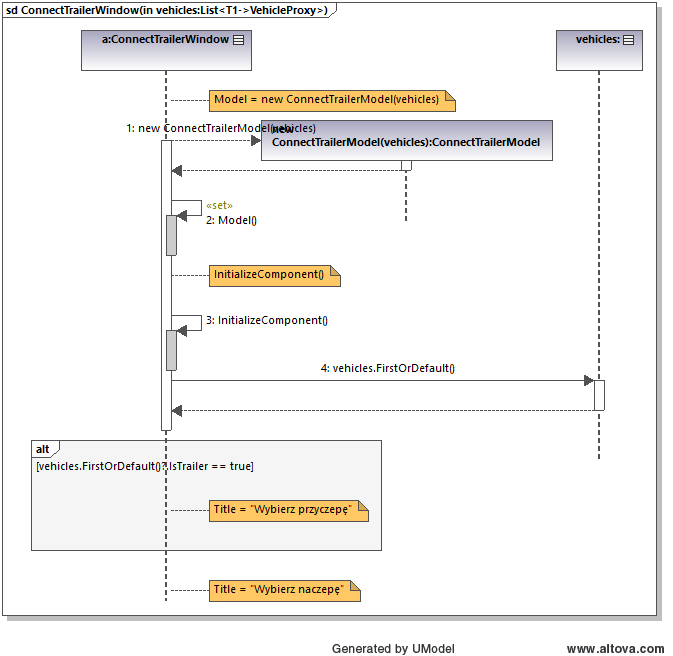 sd ConnectTrailerWindow(in vehicles:List<T1->VehicleProxy>)
a:ConnectTrailerWindow
vehicles:
Model = new ConnectTrailerModel(vehicles)
1: new ConnectTrailerModel(vehicles)
new
ConnectTrailerModel(vehicles):ConnectTrailerModel
«set»
2: Model()
InitializeComponent()
3: InitializeComponent()
4: vehicles.FirstOrDefault()
alt
[vehicles.FirstOrDefault()?.IsTrailer == true]
Title = "Wybierz przyczepę"
Title = "Wybierz naczepę"
Generated by UModel
www.altova.com